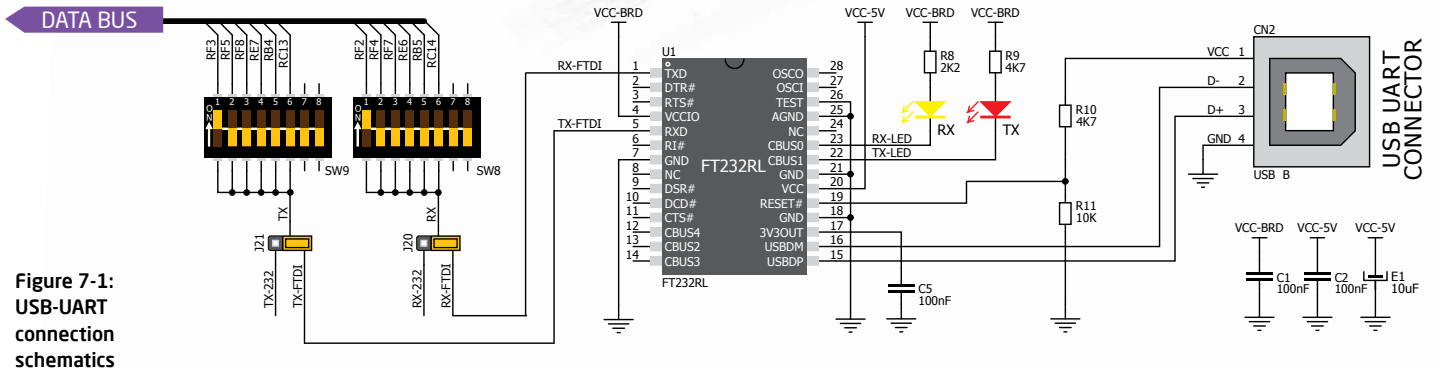 DATA BUS
RF3
RF5
RF8
RE7
RB4
RC13
RF2
RF4
RF7
RE6
RB5
RC14
1 2 3 4 5 6 7 8
ON
SW9
1 2 3 4 5 6 7 8
ON
SW8
TX
RX
J21
J20
TX-232
TX-FTDI
RX-232
RX-FTDI
RX-FTDI
TX-FTDI
VCC-BRD
U1
1 TXD
2 DTR#
3 RTS#
4 VCCIO
5 RXD
6 RI#
7 GND
8 NC
9 DSR#
10 DCD#
11 CTS#
12 CBUS4
13 CBUS2
14 CBUS3
FT232RL
OSCO 28
OSCI 27
TEST 26
AGND 25
NC 24
CBUS0 23
CBUS1 22
GND 21
VCC 20
RESET# 19
GND 18
3V3OUT 17
USBDM 16
USBDP 15
FT232RL
VCC-5V
VCC-BRD
VCC-BRD
R8
2K2
R9
4K7
RX
TX
RX-LED
TX-LED
R10
4K7
R11
10K
C5
100nF
CN2
VCC 1
D- 2
D+ 3
GND 4
USB B
USB UART
CONNECTOR
VCC-BRD
VCC-5V
VCC-5V
C1
100nF
C2
100nF
E1
10uF
Figure 7-1:
USB-UART
connection
schematics